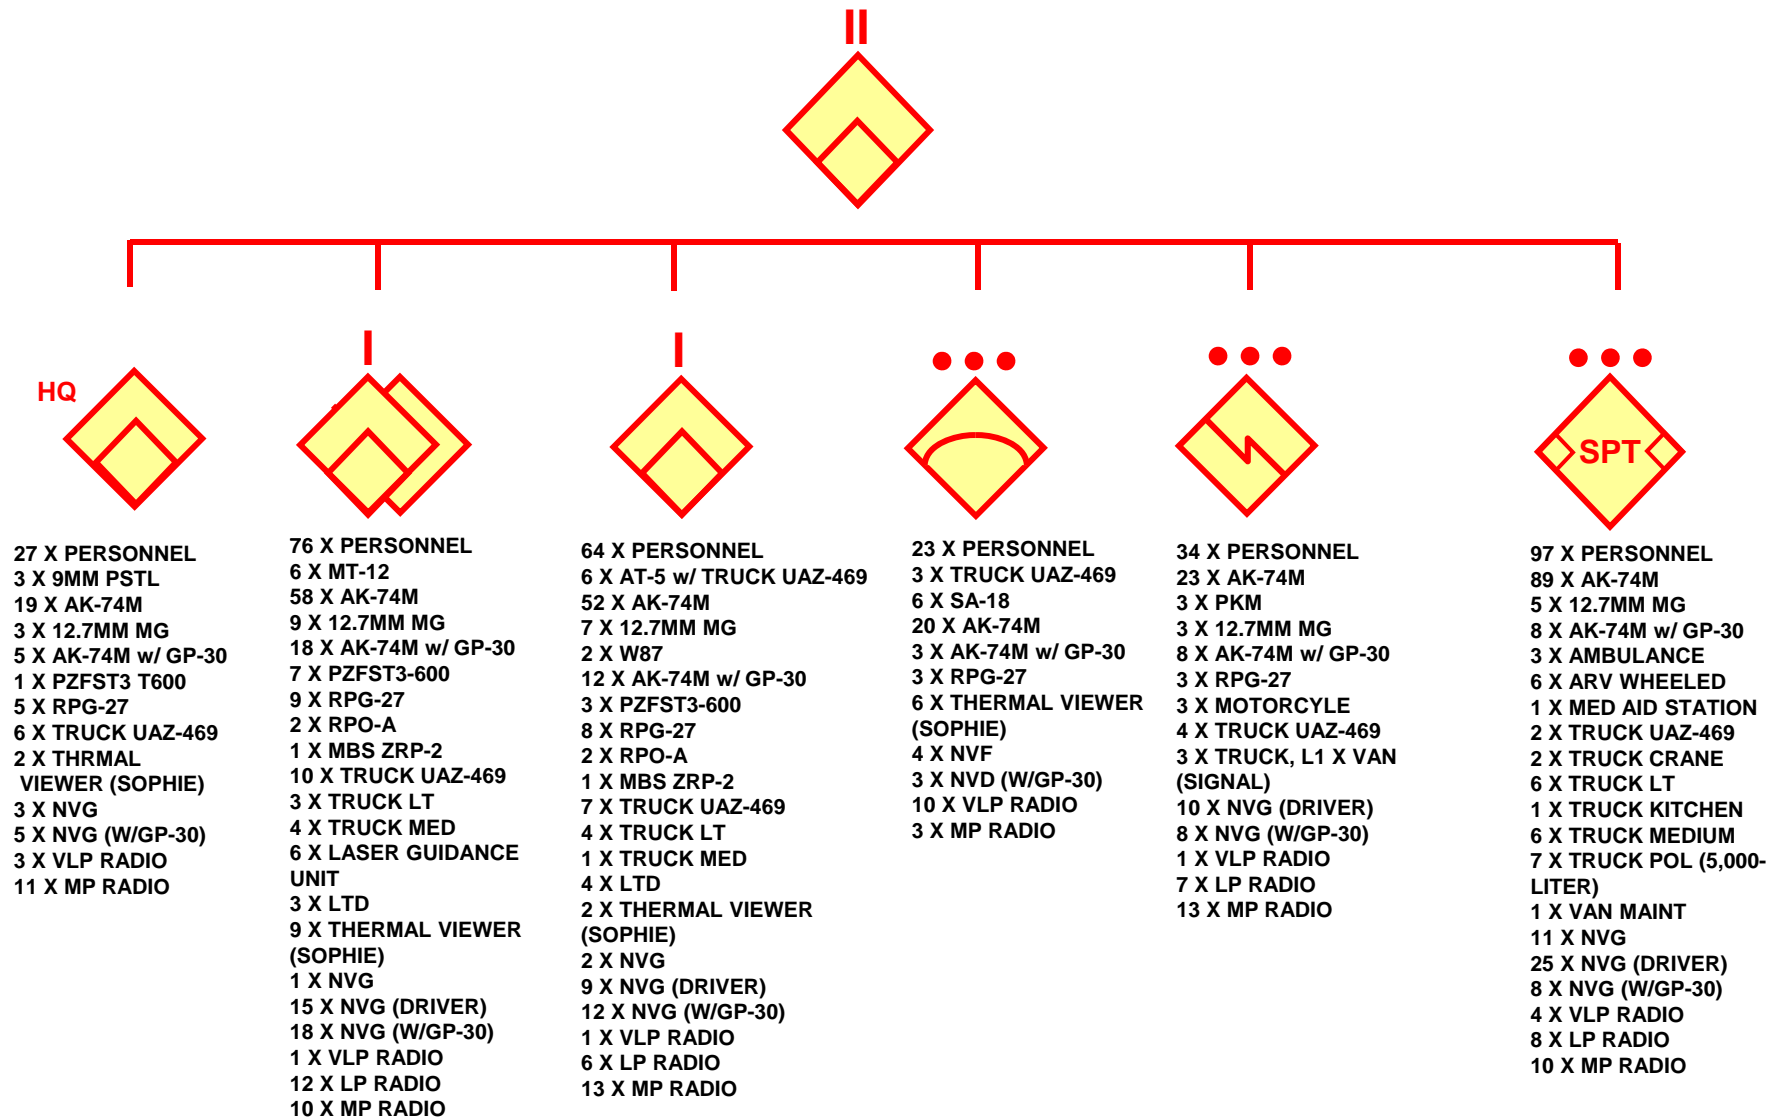 II
HQ
27 X PERSONNEL
3 X 9MM PSTL
19 X AK-74M
3 X 12.7MM MG
5 X AK-74M w/ GP-30
1 X PZFST3 T600
5 X RPG-27
6 X TRUCK UAZ-469
2 X THRMAL
VIEWER (SOPHIE)
3 X NVG
5 X NVG (W/GP-30)
3 X VLP RADIO
11 X MP RADIO
I
76 X PERSONNEL
6 X MT-12
58 X AK-74M
9 X 12.7MM MG
18 X AK-74M w/ GP-30
7 X PZFST3-600
9 X RPG-27
2 X RPO-A
1 X MBS ZRP-2
10 X TRUCK UAZ-469
3 X TRUCK LT
4 X TRUCK MED
6 X LASER GUIDANCE
UNIT
3 X LTD
9 X THERMAL VIEWER
(SOPHIE)
1 X NVG
15 X NVG (DRIVER)
18 X NVG (W/GP-30)
1 X VLP RADIO
12 X LP RADIO
10 X MP RADIO
I
64 X PERSONNEL
6 X AT-5 w/ TRUCK UAZ-469
52 X AK-74M
7 X 12.7MM MG
2 X W87
12 X AK-74M w/ GP-30
3 X PZFST3-600
8 X RPG-27
2 X RPO-A
1 X MBS ZRP-2
7 X TRUCK UAZ-469
4 X TRUCK LT
1 X TRUCK MED
4 X LTD
2 X THERMAL VIEWER
(SOPHIE)
2 X NVG
9 X NVG (DRIVER)
12 X NVG (W/GP-30)
1 X VLP RADIO
6 X LP RADIO
13 X MP RADIO
23 X PERSONNEL
3 X TRUCK UAZ-469
6 X SA-18
20 X AK-74M
3 X AK-74M w/ GP-30
3 X RPG-27
6 X THERMAL VIEWER
(SOPHIE)
4 X NVF
3 X NVD (W/GP-30)
10 X VLP RADIO
3 X MP RADIO
34 X PERSONNEL
23 X AK-74M
3 X PKM
3 X 12.7MM MG
8 X AK-74M w/ GP-30
3 X RPG-27
3 X MOTORCYLE
4 X TRUCK UAZ-469
3 X TRUCK, L1 X VAN
(SIGNAL)
10 X NVG (DRIVER)
8 X NVG (W/GP-30)
1 X VLP RADIO
7 X LP RADIO
13 X MP RADIO
SPT
97 X PERSONNEL
89 X AK-74M
5 X 12.7MM MG
8 X AK-74M w/ GP-30
3 X AMBULANCE
6 X ARV WHEELED
1 X MED AID STATION
2 X TRUCK UAZ-469
2 X TRUCK CRANE
6 X TRUCK LT
1 X TRUCK KITCHEN
6 X TRUCK MEDIUM
7 X TRUCK POL (5,000-
LITER)
1 X VAN MAINT
11 X NVG
25 X NVG (DRIVER)
8 X NVG (W/GP-30)
4 X VLP RADIO
8 X LP RADIO
10 X MP RADIO